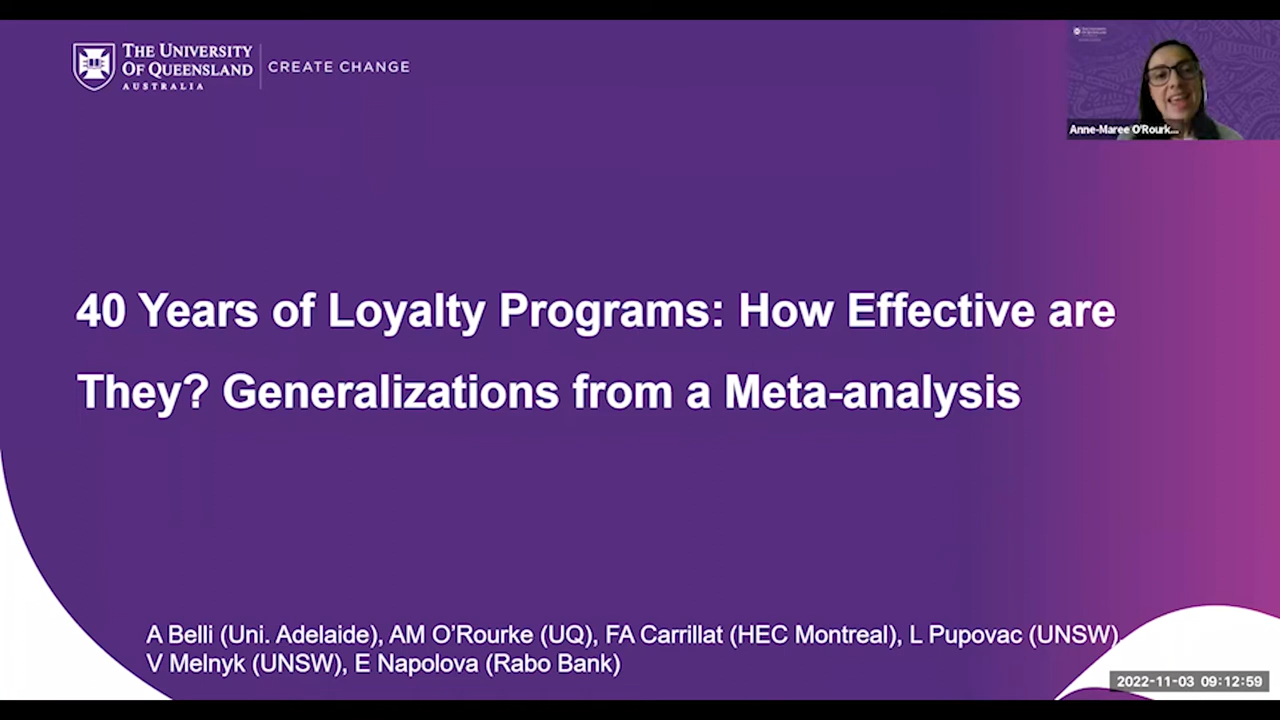 THE UNIVERSITY
OF QUEENSLAND
AUSTRALIA
CREATE CHANGE
Anne-Maree O'Rourk...
40 Years of Loyalty Programs: How Effective are
They? Generalizations from a Meta-analysis
A Belli (Uni. Adelaide), AM O'Rourke (UQ), FA Carrillat (HEC Montreal), L Pupovac (UNSW),
V Melnyk (UNSW), E Napolova (Rabo Bank)
2022-11-03 09:12:59